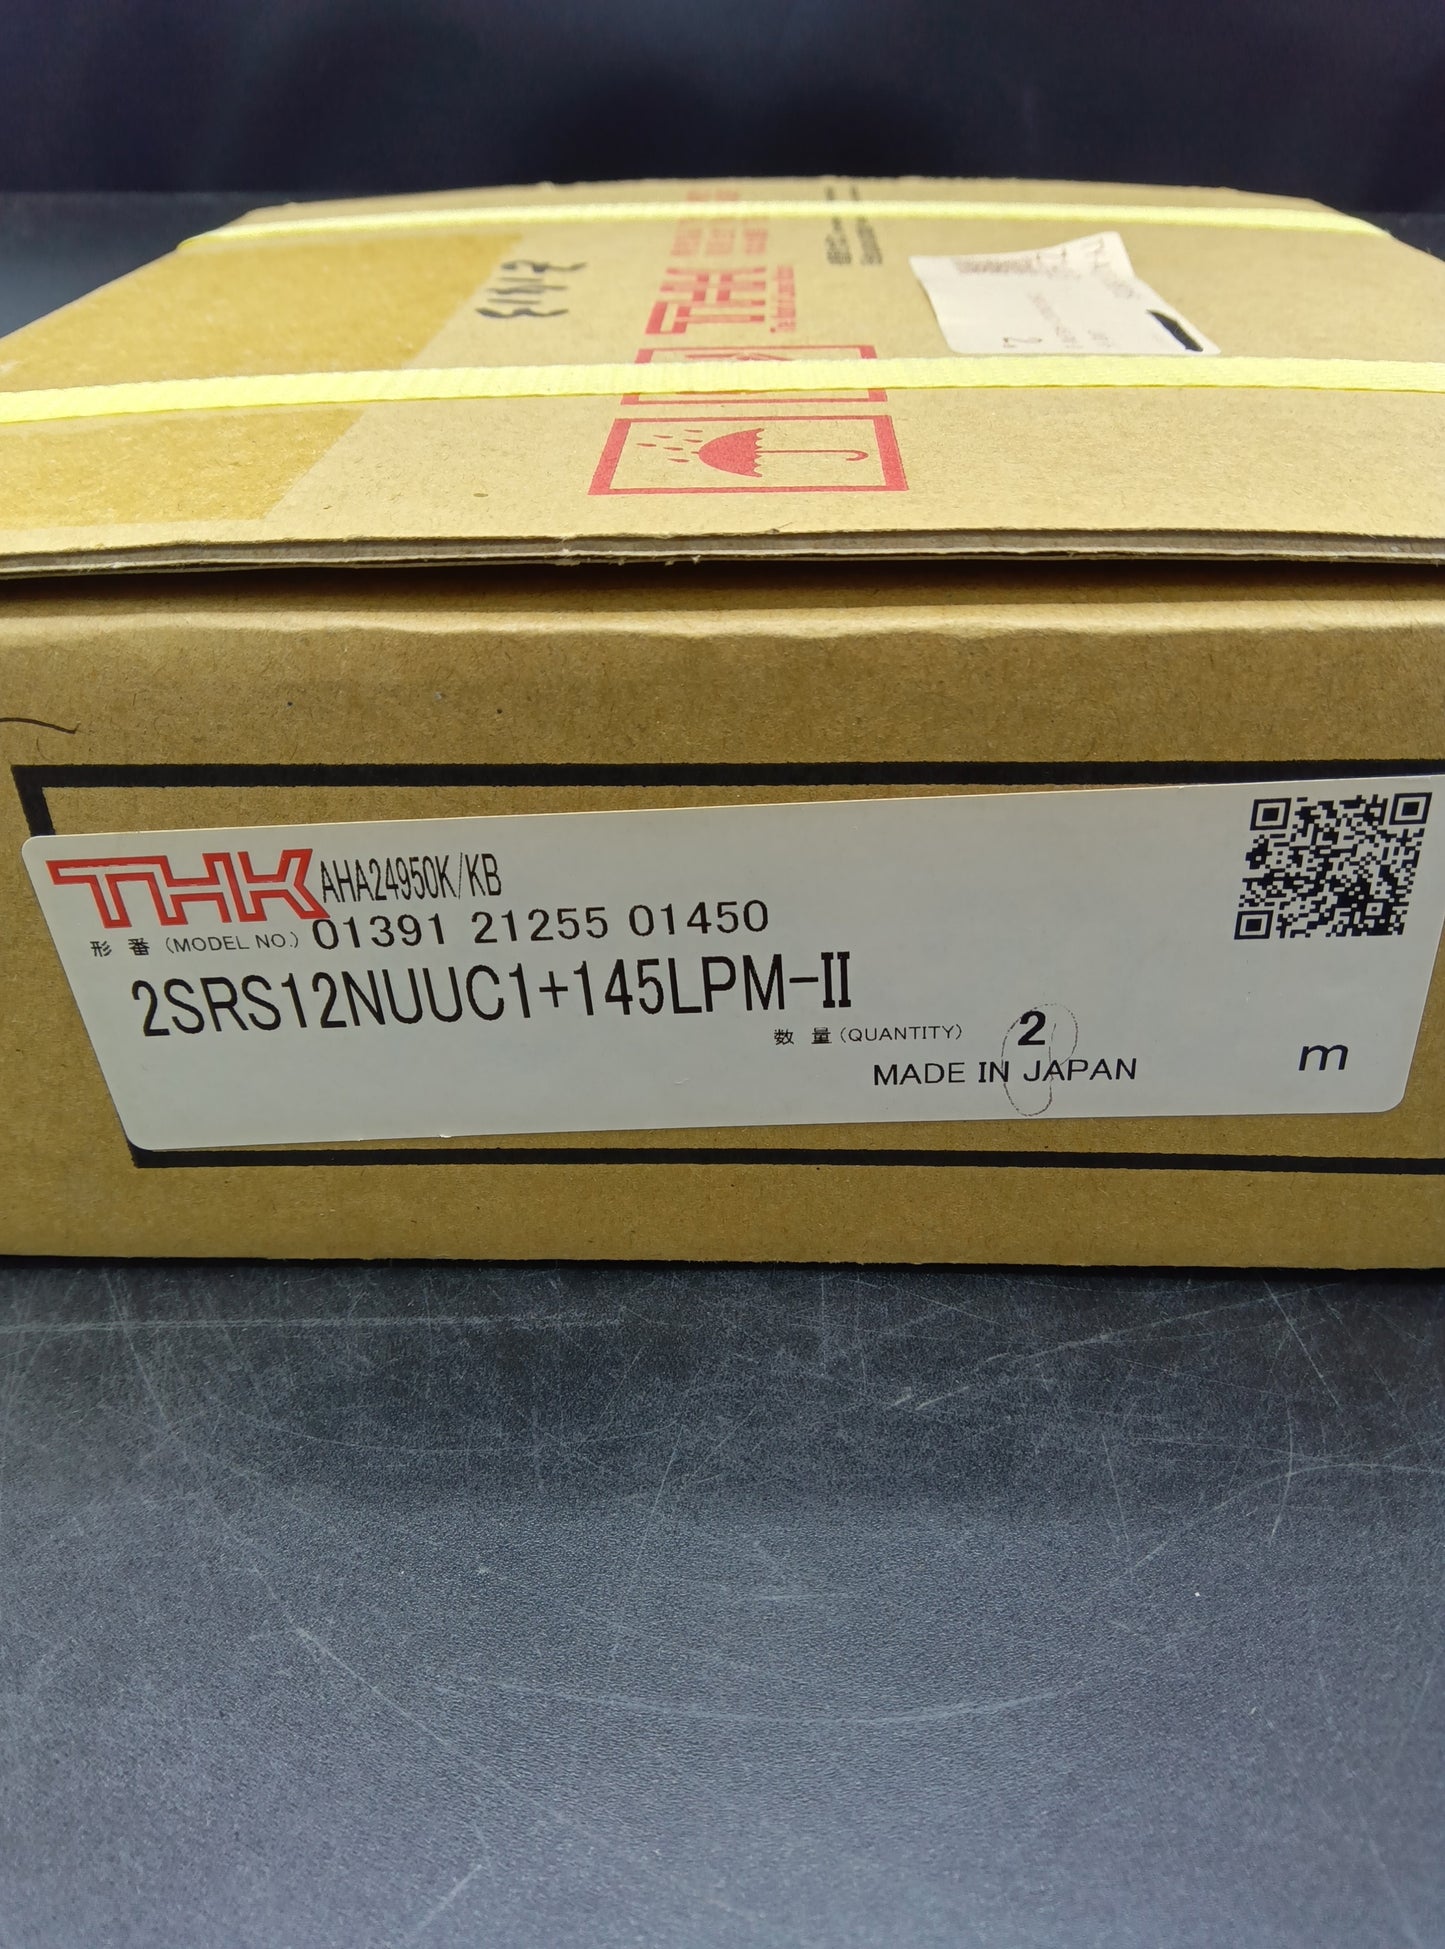 THK
THK AHA24950K/KB
形 番 (MODEL NO.) 01391 21255 01450
2SRS12NUUC1+145LPM-II
数 量 (QUANTITY) 2
MADE IN JAPAN m